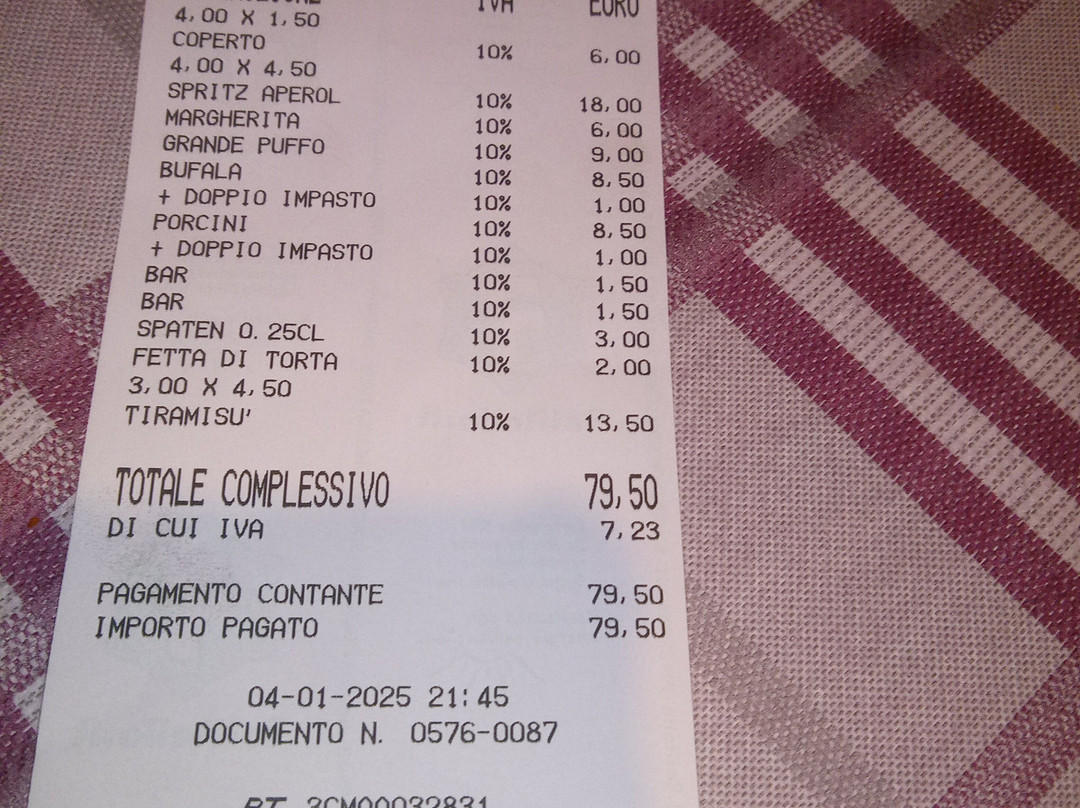 IVA EURO
4,00 X 1,50
COPERTO 10% 6,00
4,00 X 4,50
SPRITZ APEROL 10% 18,00
MARGHERITA 10% 6,00
GRANDE PUFFO 10% 9,00
BUFALA 10% 8,50
+ DOPPIO IMPASTO 10% 1,00
PORCINI 10% 8,50
+ DOPPIO IMPASTO 10% 1,00
BAR 10% 1,50
BAR 10% 1,50
SPATEN 0.25CL 10% 3,00
FETTA DI TORTA 10% 2,00
3,00 X 4,50
TIRAMISU' 10% 13,50
TOTALE COMPLESSIVO 79,50
DI CUI IVA 7,23
PAGAMENTO CONTANTE 79,50
IMPORTO PAGATO 79,50
04-01-2025 21:45
DOCUMENTO N. 0576-0087
RT 3CM00032831